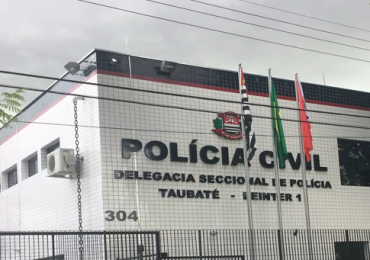 POLÍCIA CIVIL
DELEGACIA SECCIONAL DE POLÍCIA
TAUBATÉ - DEINTER 1
304